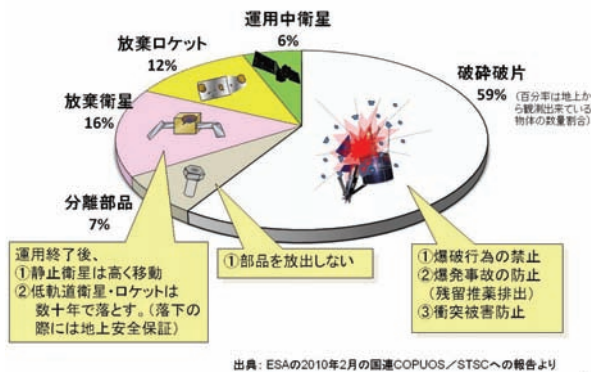 運用中衛星
6%
放棄ロケット
12%
放棄衛星
16%
分離部品
7%
破砕破片
59%
(百分率は地上か
ら観測出来ている
物体の数量割合)
運用終了後、
①静止衛星は高く移動
②低軌道衛星・ロケットは
数十年で落とす。(落下の
際には地上安全保証)
①部品を放出しない
①爆破行為の禁止
②爆発事故の防止
(残留推薬排出)
③衝突被害防止
出典: ESAの2010年2月の国連COPUOS/STSCへの報告より